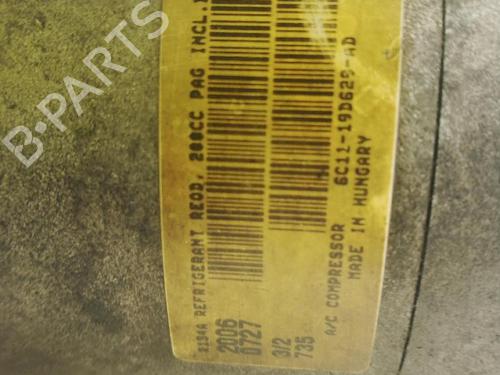 R134A REFRIGERANT REQD, 200CC PAG INCL.
2006
0727
3/2
735
6C11-19D629-AD
A/C COMPRESSOR
MADE IN HUNGARY
B-PARTS